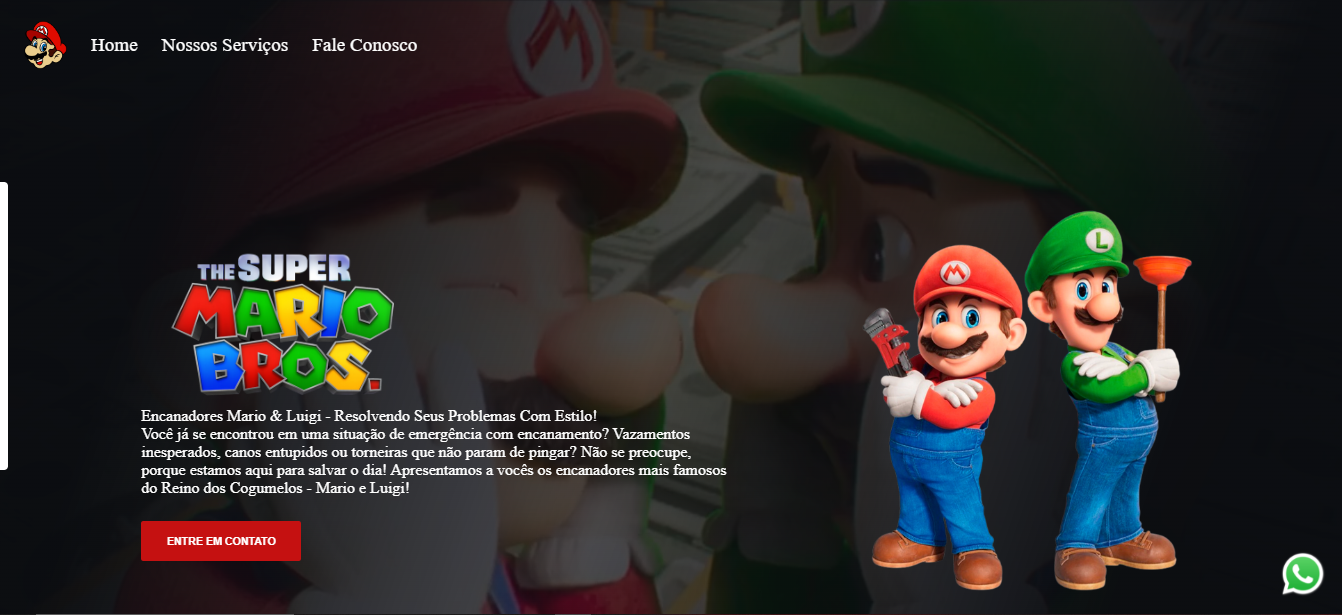 Home
Nossos Serviços
Fale Conosco
THE SUPER
MARIO
BROS.
Encanadores Mario & Luigi - Resolvendo Seus Problemas Com Estilo!
Você já se encontrou em uma situação de emergência com encanamento? Vazamentos
inesperados, canos entupidos ou torneiras que não param de pingar? Não se preocupe,
porque estamos aqui para salvar o dia! Apresentamos a vocês os encanadores mais famosos
do Reino dos Cogumelos - Mario e Luigi!
ENTRE EM CONTATO
M
L
M